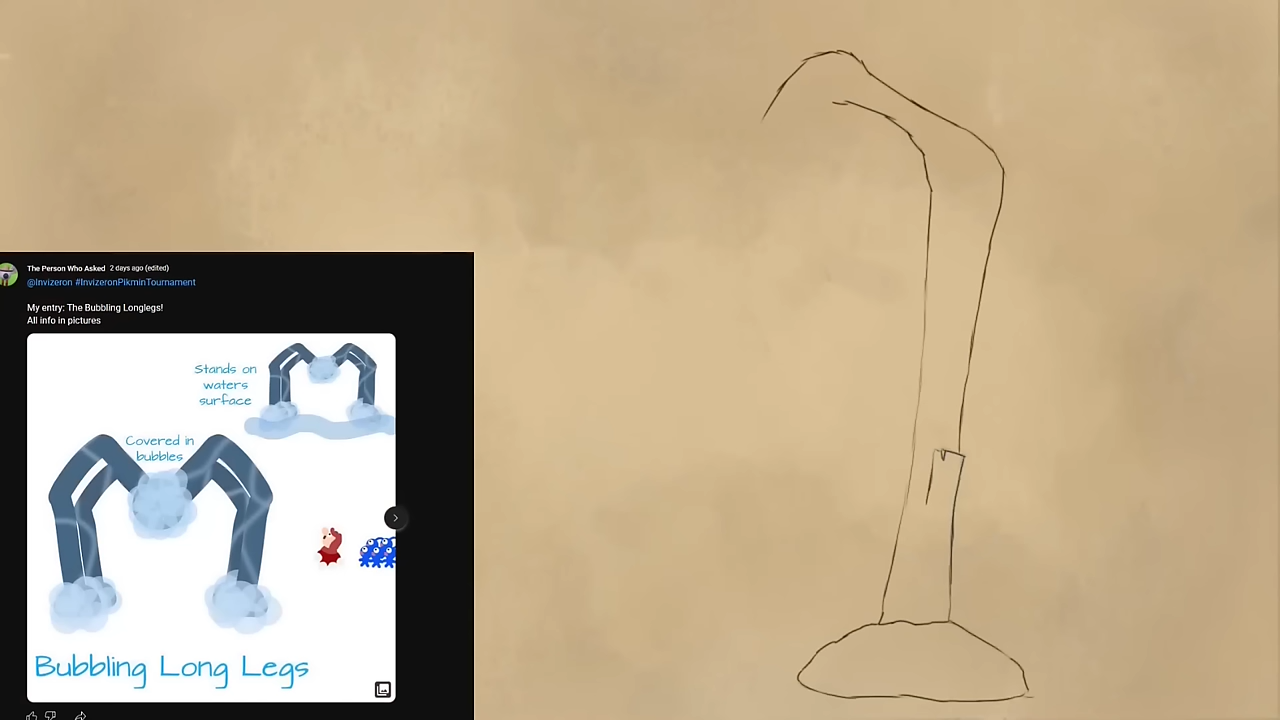 The Person Who Asked 2 days ago (edited)
@Invizeron #InvizeronPikminTournament
My entry: The Bubbling Longlegs!
All info in pictures
Stands on
waters
surface
Covered in
bubbles
Bubbling Long Legs